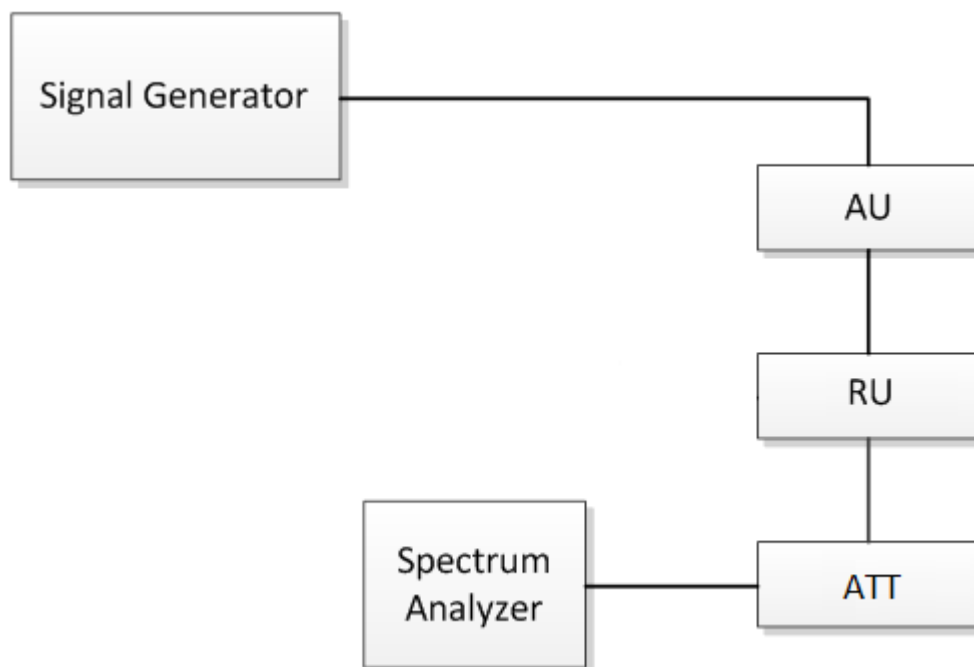 Signal Generator
AU
RU
Spectrum
Analyzer
ATT